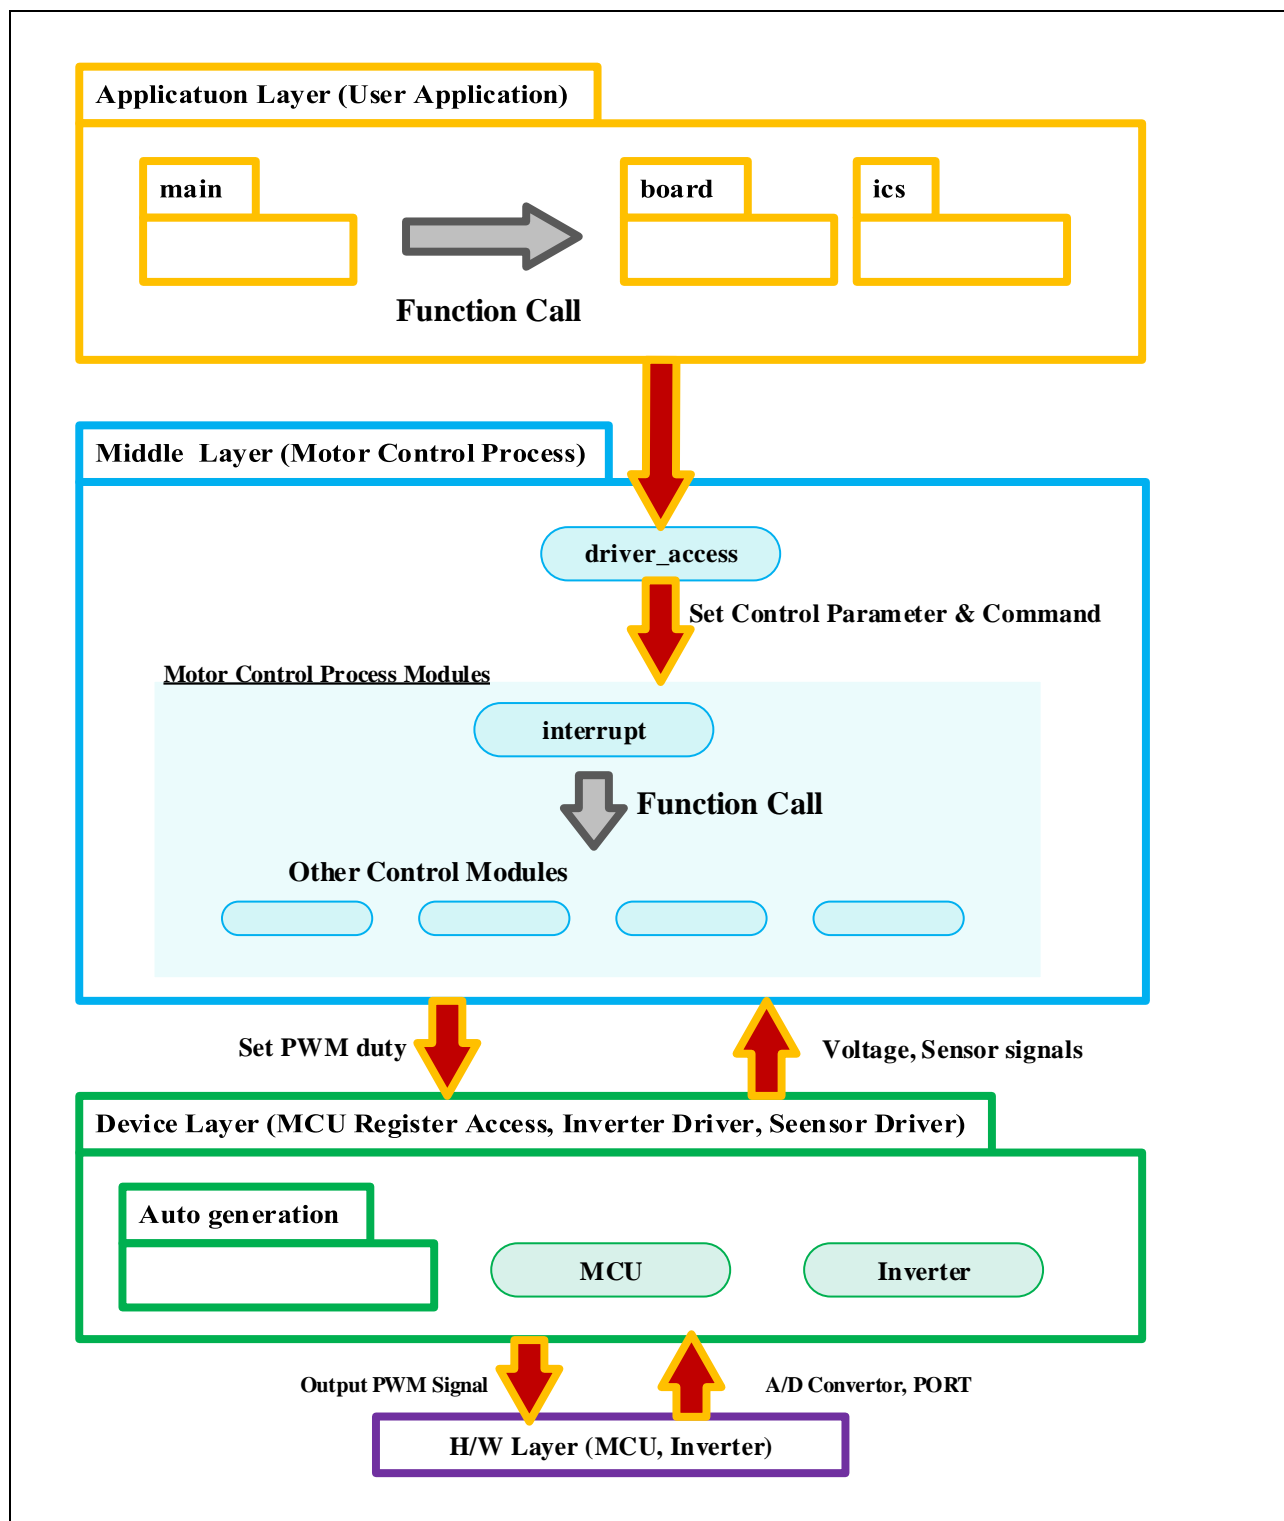 Applicatuon Layer (User Application)
main
board
ics
Function Call
Middle  Layer (Motor Control Process)
driver_access
Set Control Parameter & Command
Motor Control Process Modules
interrupt
Function Call
Other Control Modules
Set PWM duty
Voltage, Sensor signals
Device Layer (MCU Register Access, Inverter Driver, Seensor Driver)
Auto generation
MCU
Inverter
Output PWM Signal
A/D Convertor, PORT
H/W Layer (MCU, Inverter)